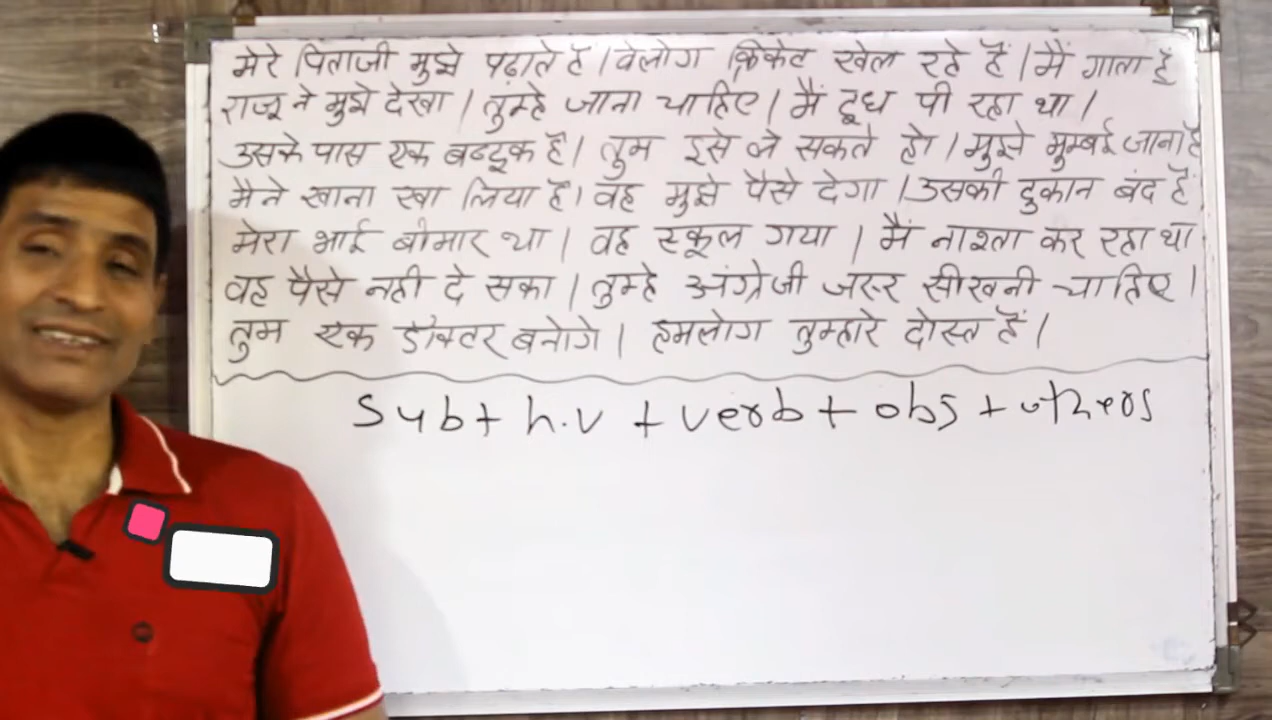 मेरे पिताजी मुझे पढ़ाते हैं। वेलोग क्रिकेट खेल रहे हैं। मैं गाता हूँ
राजू ने मुझे देखा। तुम्हे जाना चाहिए। मैं दूध पी रहा था।
उसके पास एक बन्दूक है। तुम इसे ले सकते हो। मुझे मुम्बई जाना है
मैने खाना खा लिया है। वह मुझे पैसे देगा। उसकी दुकान बंद है
मेरा भाई बीमार था। वह स्कूल गया। मैं नाश्ता कर रहा था
वह पैसे नही दे सका। तुम्हे अंग्रेजी जरूर सीखनी चाहिए।
तुम एक डॉक्टर बनोगे। हमलोग तुम्हारे दोस्त हैं।
Sub + h.v + verb + obj + others